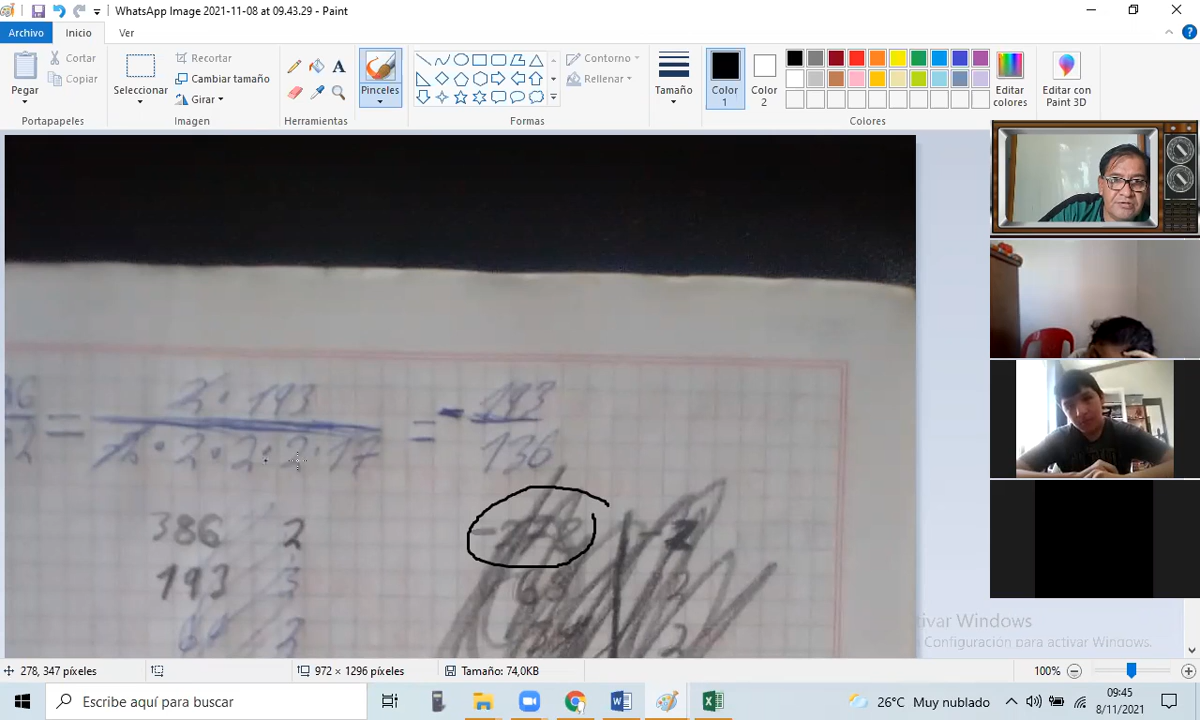 WhatsApp Image 2021-11-08 at 09.43.29 - Paint
Archivo Inicio Ver
Pegar
Cortar
Copiar
Portapapeles
Seleccionar
Recortar
Cambiar tamaño
Girar
Imagen
A
Herramientas
Pinceles
Contorno
Rellenar
Formas
Tamaño
Color 1
Color 2
Editar colores
Colores
Editar con Paint 3D
= 2 · 193 = - 193
2 · 2 · 2 · 2 · 17 136
386 2
193 3
2
Activar Windows
Configuración para activar Windows.
278, 347 píxeles
972 × 1296 píxeles
Tamaño: 74,0KB
100%
Escribe aquí para buscar
26°C Muy nublado
09:45
8/11/2021